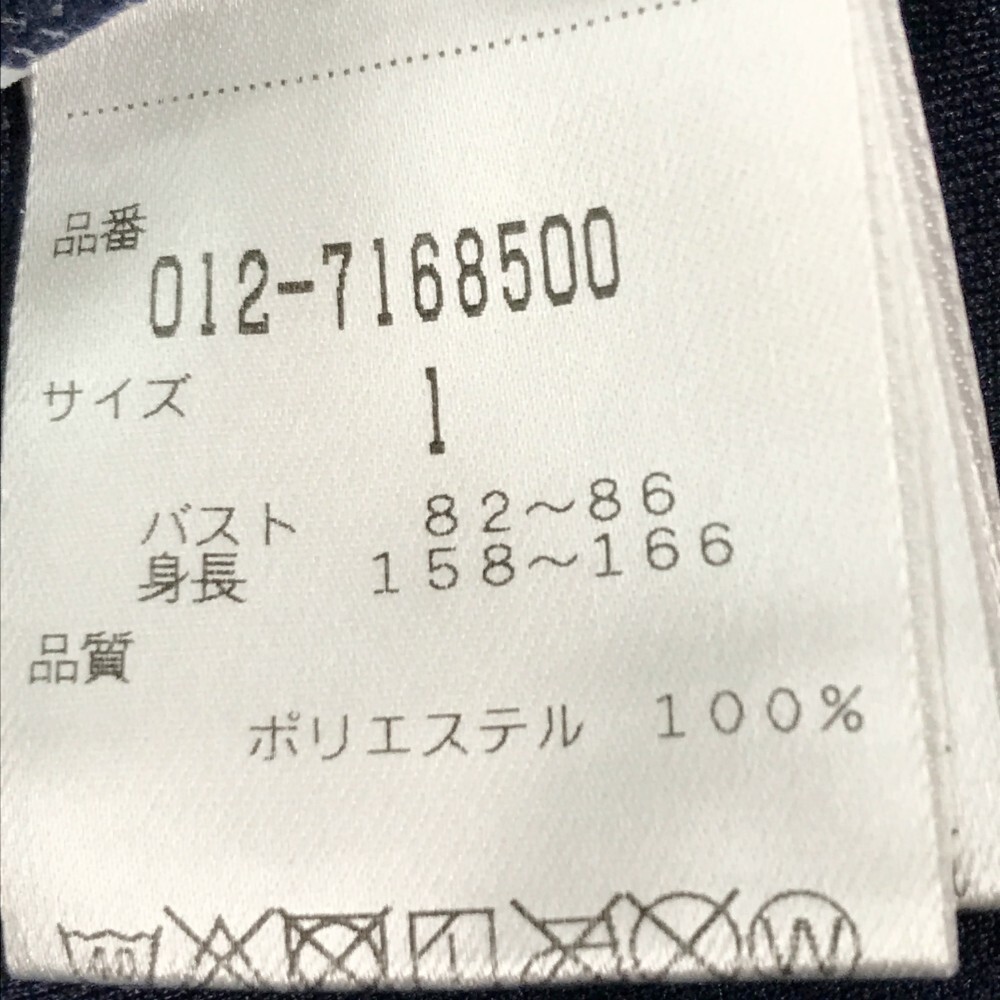 品番
012-7168500
サイズ 1
バスト 82～86
身長 158～166
品質
ポリエステル 100%
40
W